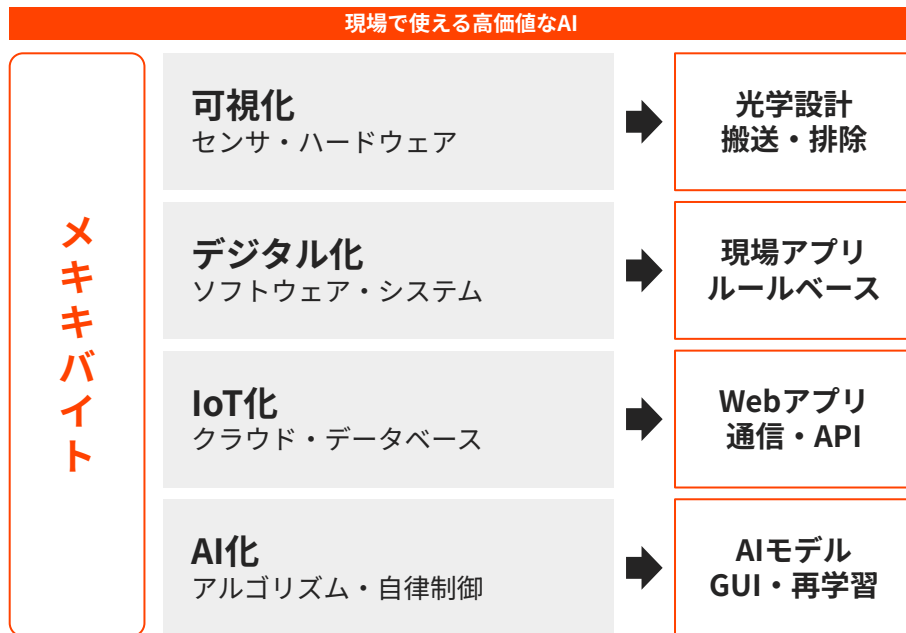 現場で使える高価値なAI
メキキバイト
可視化
センサ・ハードウェア
光学設計
搬送・排除
デジタル化
ソフトウェア・システム
現場アプリ
ルールベース
IoT化
クラウド・データベース
Webアプリ
通信・API
AI化
アルゴリズム・自律制御
AIモデル
GUI・再学習